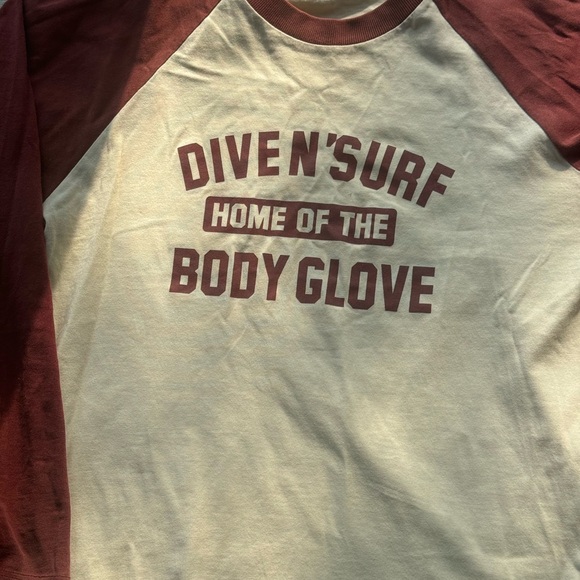 DIVE N'SURF
HOME OF THE
BODY GLOVE